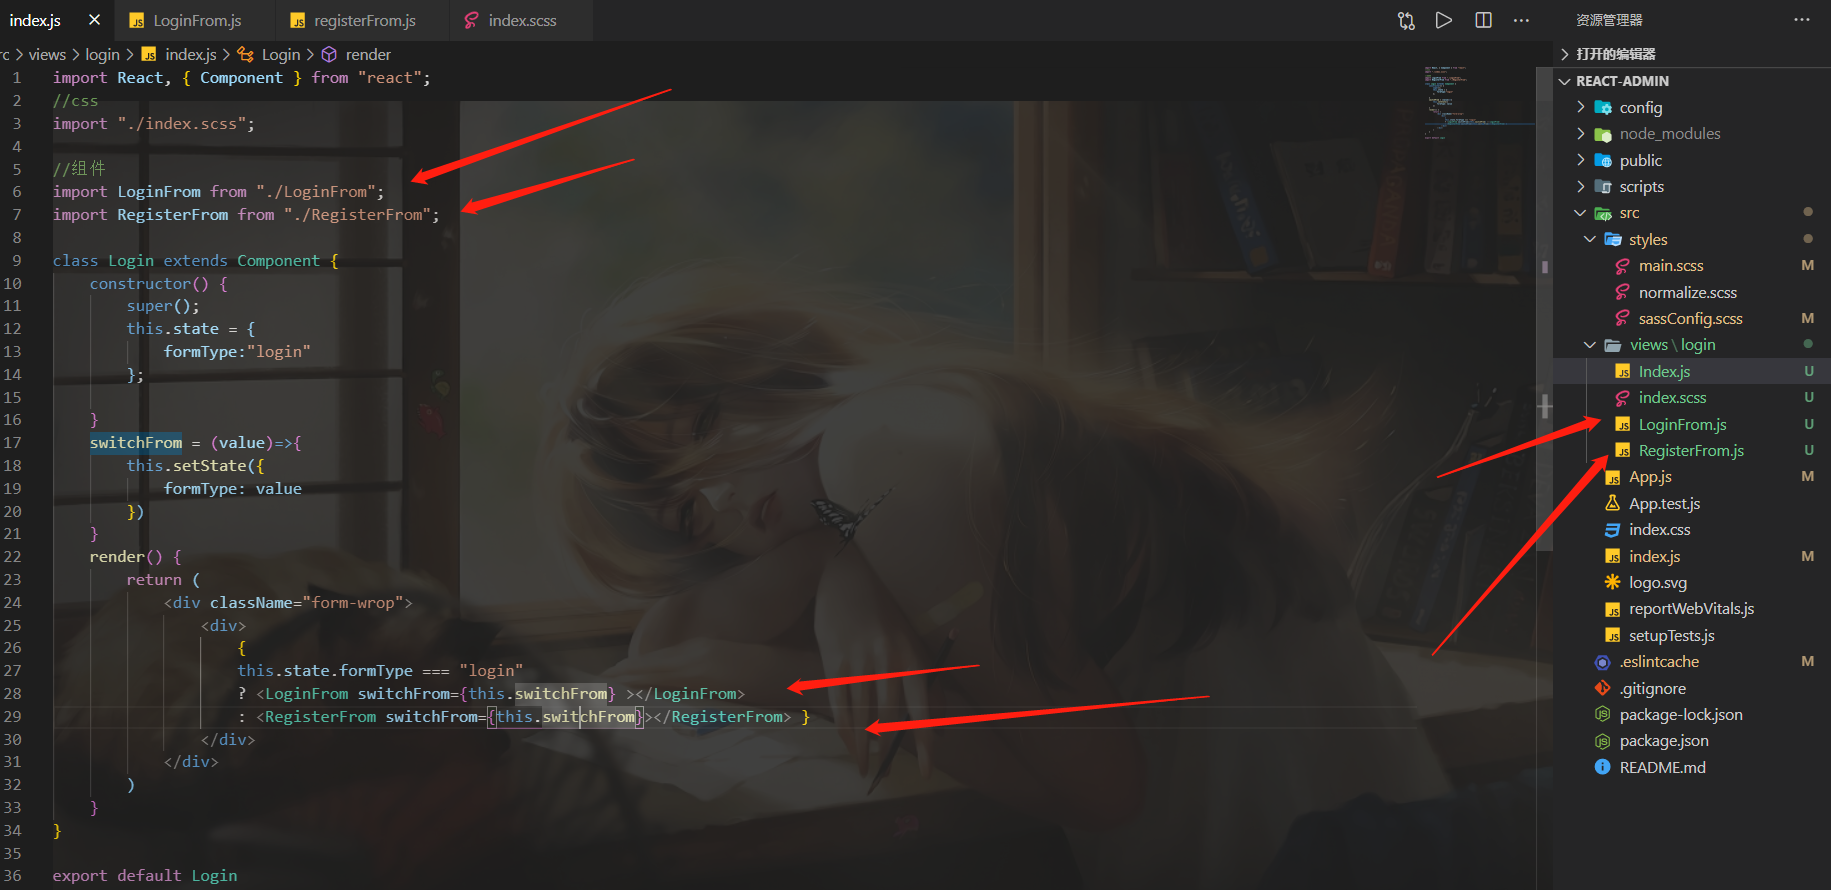 index.js
LoginFrom.js
registerFrom.js
index.scss
rc > views > login > index.js > Login > render
1 import React, { Component } from "react";
2 //css
3 import "./index.scss";
4
5 //组件
6 import LoginFrom from "./LoginFrom";
7 import RegisterFrom from "./RegisterFrom";
8
9 class Login extends Component {
10 constructor() {
11 super();
12 this.state = {
13 formType:"login"
14 };
15
16 }
17 switchFrom = (value)=>{
18 this.setState({
19 formType: value
20 })
21 }
22 render() {
23 return (
24 <div className="form-wrop">
25 <div>
26 {
27 this.state.formType === "login"
28 ? <LoginFrom switchFrom={this.switchFrom} ></LoginFrom>
29 : <RegisterFrom switchFrom={this.switchFrom}></RegisterFrom> }
30 </div>
31 </div>
32 )
33 }
34 }
35
36 export default Login
资源管理器
打开的编辑器
REACT-ADMIN
config
node_modules
public
scripts
src
styles
main.scss M
normalize.scss
sassConfig.scss M
views\login
Index.js U
index.scss U
LoginFrom.js U
RegisterFrom.js U
App.js M
App.test.js
index.css
index.js M
logo.svg
reportWebVitals.js
setupTests.js
.eslintcache M
.gitignore
package-lock.json
package.json
README.md